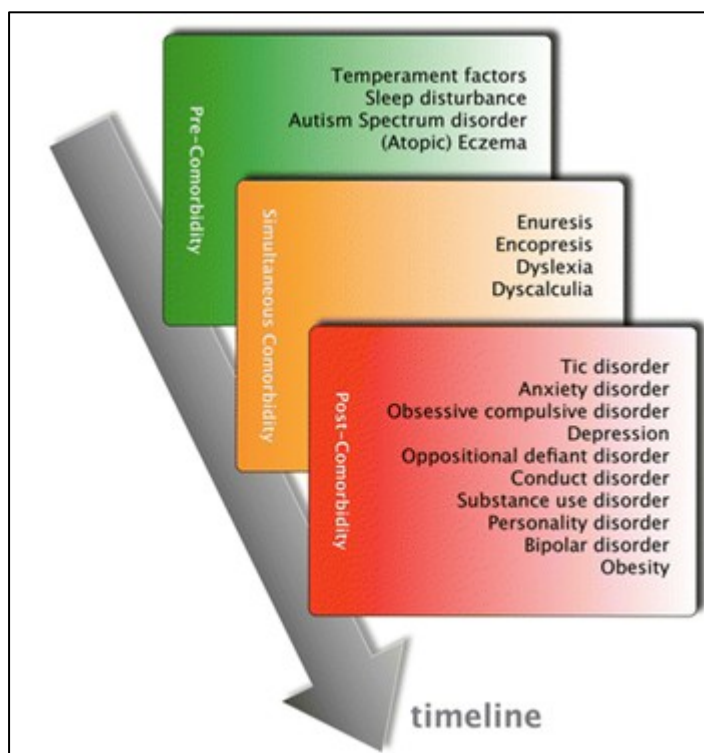 Pre-Comorbidity
Temperament factors
Sleep disturbance
Autism Spectrum disorder
(Atopic) Eczema
Simultaneous Comorbidity
Enuresis
Encopresis
Dyslexia
Dyscalculia
Post-Comorbidity
Tic disorder
Anxiety disorder
Obsessive compulsive disorder
Depression
Oppositional defiant disorder
Conduct disorder
Substance use disorder
Personality disorder
Bipolar disorder
Obesity
timeline